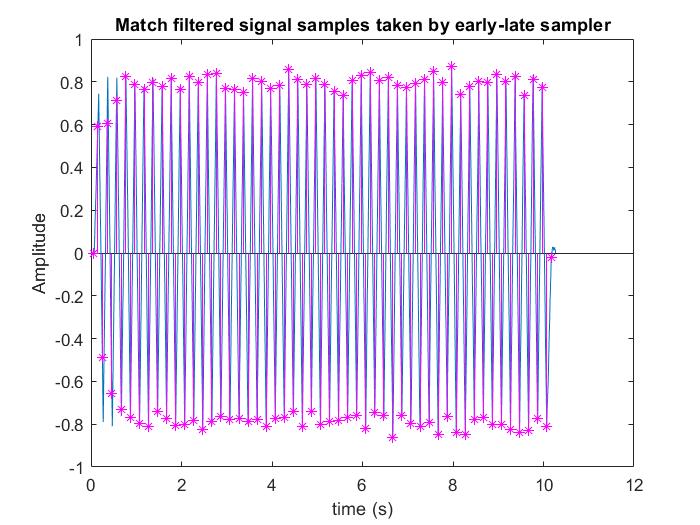 Match filtered signal samples taken by early-late sampler
1
0.8
0.6
0.4
0.2
0
-0.2
-0.4
-0.6
-0.8
-1
Amplitude
0 2 4 6 8 10 12
time (s)